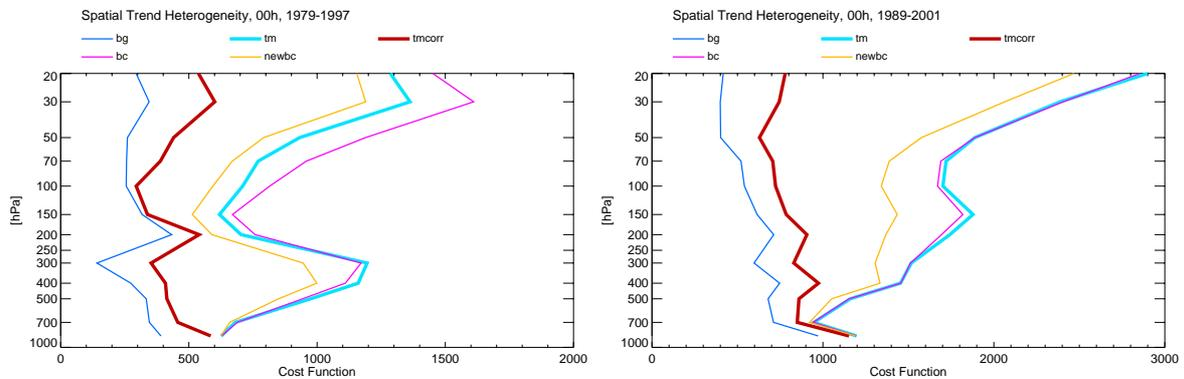 Spatial Trend Heterogeneity, 00h, 1979-1997
bg tm tmcorr
bc newbc
20
30
50
70
100
150
200
250
300
400
500
700
1000
[hPa]
0 500 1000 1500 2000
Cost Function
Spatial Trend Heterogeneity, 00h, 1989-2001
bg tm tmcorr
bc newbc
20
30
50
70
100
150
200
250
300
400
500
700
1000
[hPa]
0 1000 2000 3000
Cost Function